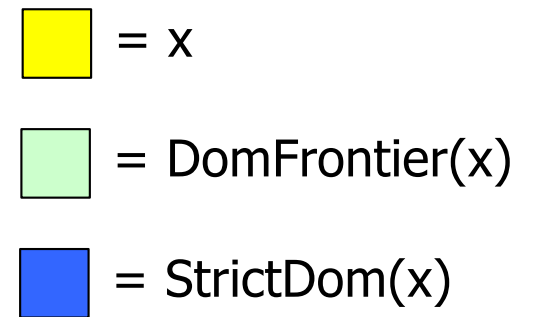 = x
= DomFrontier(x)
= StrictDom(x)